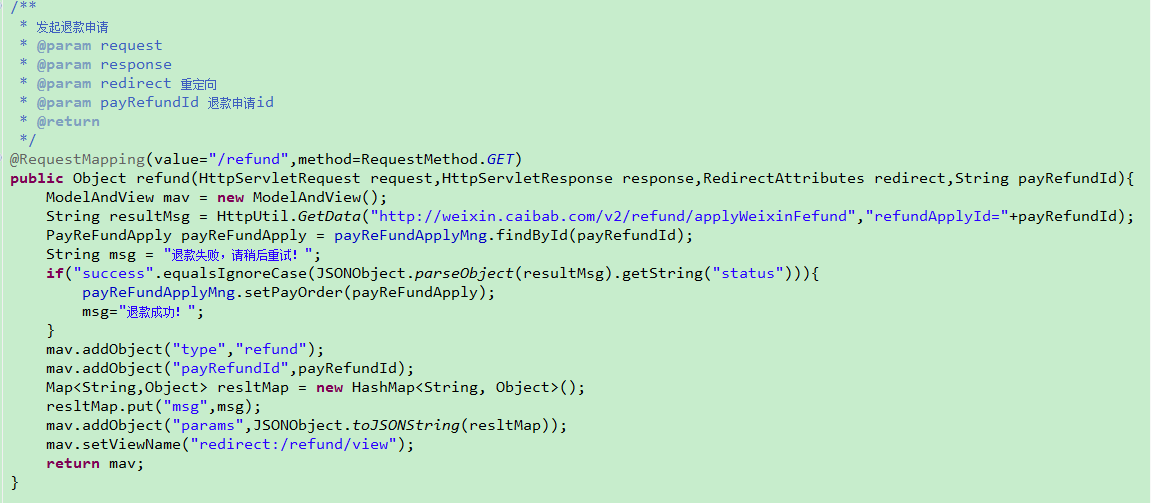 /**
 * 发起退款申请
 * @param request
 * @param response
 * @param redirect 重定向
 * @param payRefundId 退款申请id
 * @return
 */
@RequestMapping(value="/refund",method=RequestMethod.GET)
public Object refund(HttpServletRequest request,HttpServletResponse response,RedirectAttributes redirect,String payRefundId){
    ModelAndView mav = new ModelAndView();
    String resultMsg = HttpUtil.GetData("http://weixin.caibab.com/v2/refund/applyWeixinFefund","refundApplyId="+payRefundId);
    PayReFundApply payReFundApply = payReFundApplyMng.findById(payRefundId);
    String msg = "退款失败，请稍后重试！";
    if("success".equalsIgnoreCase(JSONObject.parseObject(resultMsg).getString("status"))){
        payReFundApplyMng.setPayOrder(payReFundApply);
        msg="退款成功！";
    }
    mav.addObject("type","refund");
    mav.addObject("payRefundId",payRefundId);
    Map<String,Object> resltMap = new HashMap<String, Object>();
    resltMap.put("msg",msg);
    mav.addObject("params",JSONObject.toJSONString(resltMap));
    mav.setViewName("redirect:/refund/view");
    return mav;
}